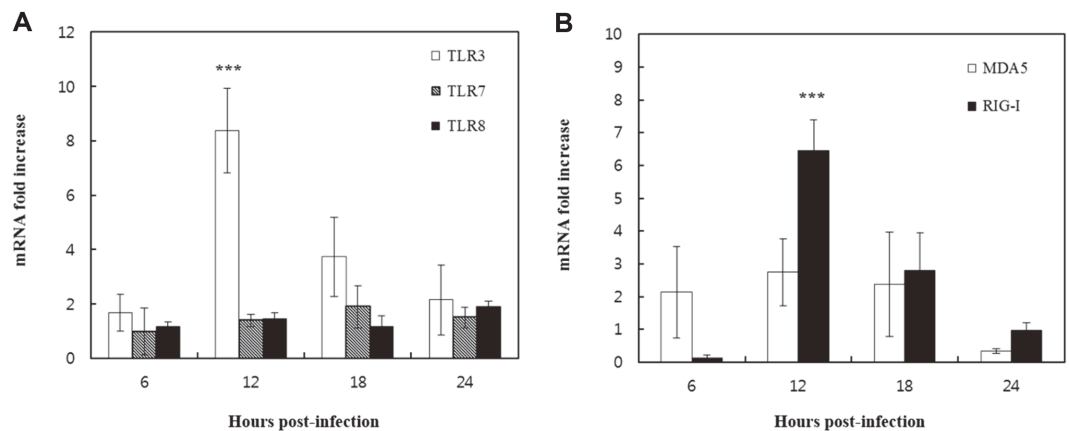 A
12
10
8
6
4
2
0
mRNA fold increase
***
TLR3
TLR7
TLR8
6 12 18 24
Hours post-infection
B
10
9
8
7
6
5
4
3
2
1
0
mRNA fold increase
***
MDA5
RIG-I
6 12 18 24
Hours post-infection